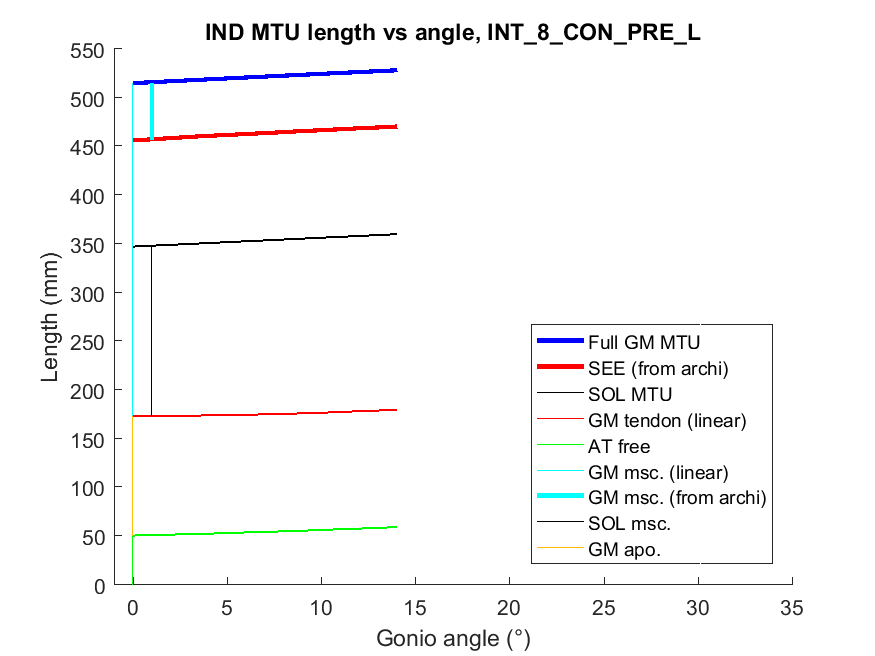 IND MTU length vs angle, INT_8_CON_PRE_L
550
500
450
400
350
300
250
200
150
100
50
0
Length (mm)
0 5 10 15 20 25 30 35
Gonio angle (°)
Full GM MTU
SEE (from archi)
SOL MTU
GM tendon (linear)
AT free
GM msc. (linear)
GM msc. (from archi)
SOL msc.
GM apo.